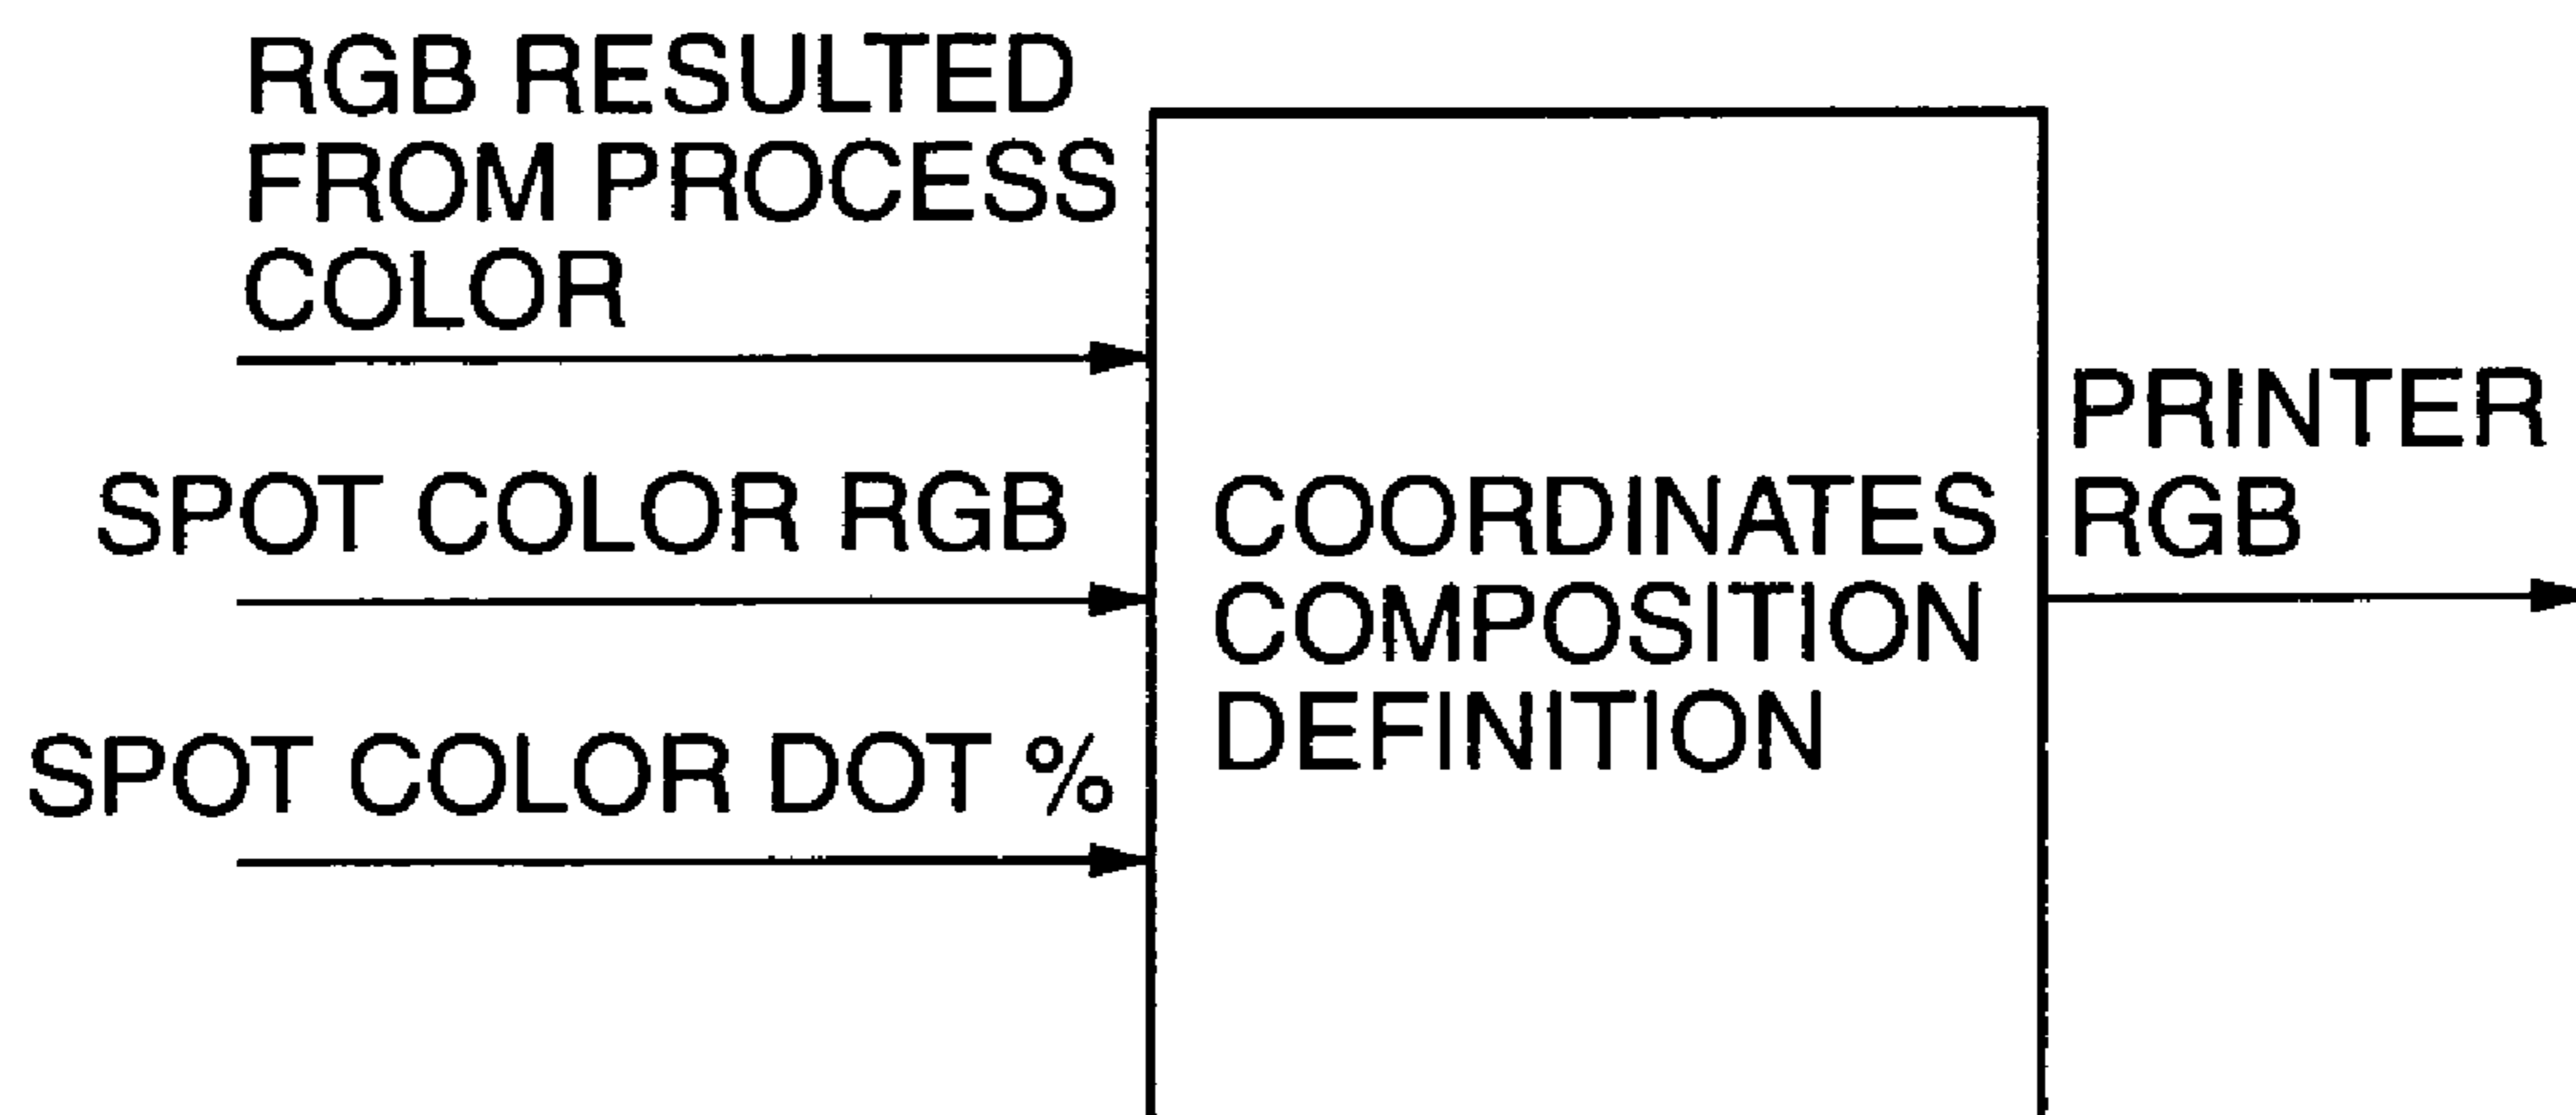 RGB RESULTED
FROM PROCESS
COLOR
SPOT COLOR RGB
SPOT COLOR DOT %
COORDINATES
COMPOSITION
DEFINITION
PRINTER
RGB